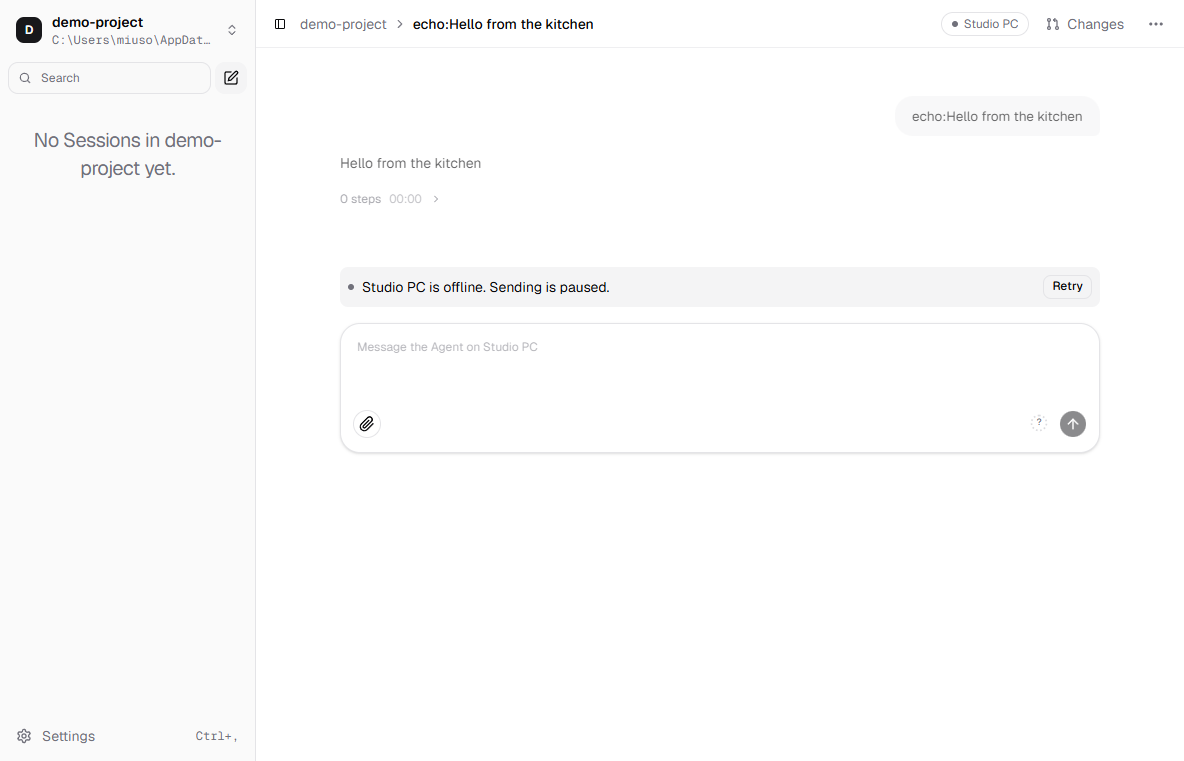 D
demo-project
C:\Users\miuso\AppDat…
Search
No Sessions in demo-
project yet.
Settings
Ctrl+,
demo-project
echo:Hello from the kitchen
Studio PC
Changes
echo:Hello from the kitchen
Hello from the kitchen
0 steps 00:00
Studio PC is offline. Sending is paused.
Retry
Message the Agent on Studio PC
?